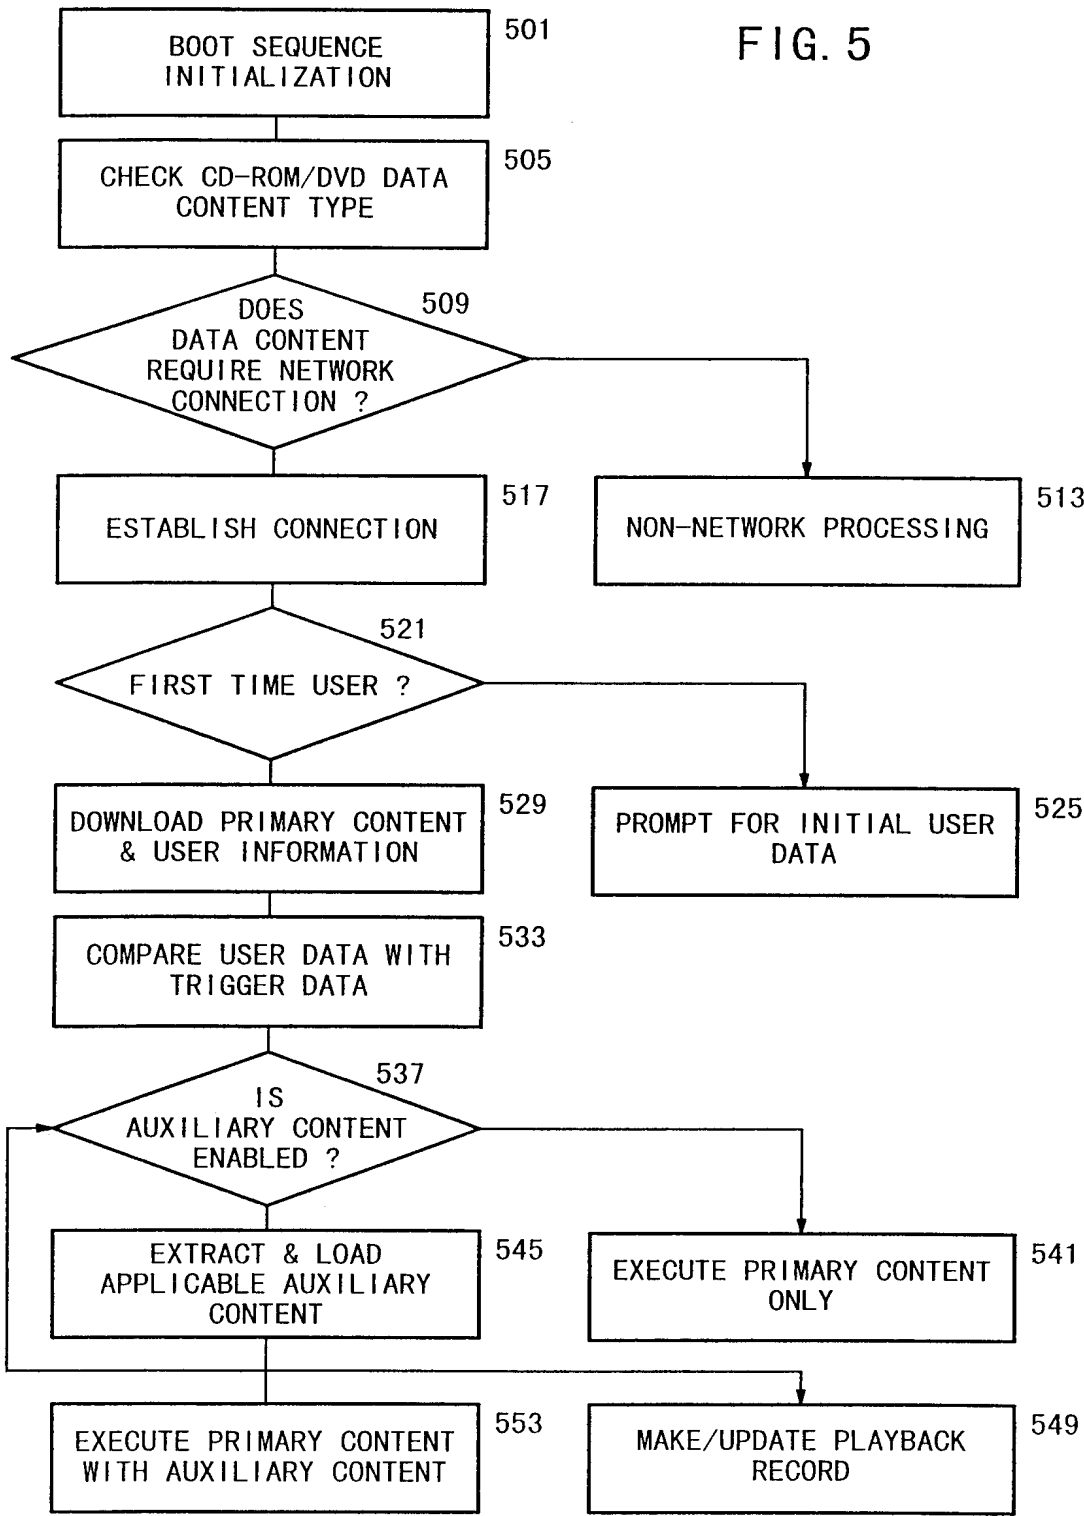 FIG. 5
BOOT SEQUENCE
INITIALIZATION
501
CHECK CD-ROM/DVD DATA
CONTENT TYPE
505
DOES
DATA CONTENT
REQUIRE NETWORK
CONNECTION ?
509
ESTABLISH CONNECTION
517
NON-NETWORK PROCESSING
513
FIRST TIME USER ?
521
DOWNLOAD PRIMARY CONTENT
& USER INFORMATION
529
PROMPT FOR INITIAL USER
DATA
525
COMPARE USER DATA WITH
TRIGGER DATA
533
IS
AUXILIARY CONTENT
ENABLED ?
537
EXTRACT & LOAD
APPLICABLE AUXILIARY
CONTENT
545
EXECUTE PRIMARY CONTENT
ONLY
541
EXECUTE PRIMARY CONTENT
WITH AUXILIARY CONTENT
553
MAKE/UPDATE PLAYBACK
RECORD
549